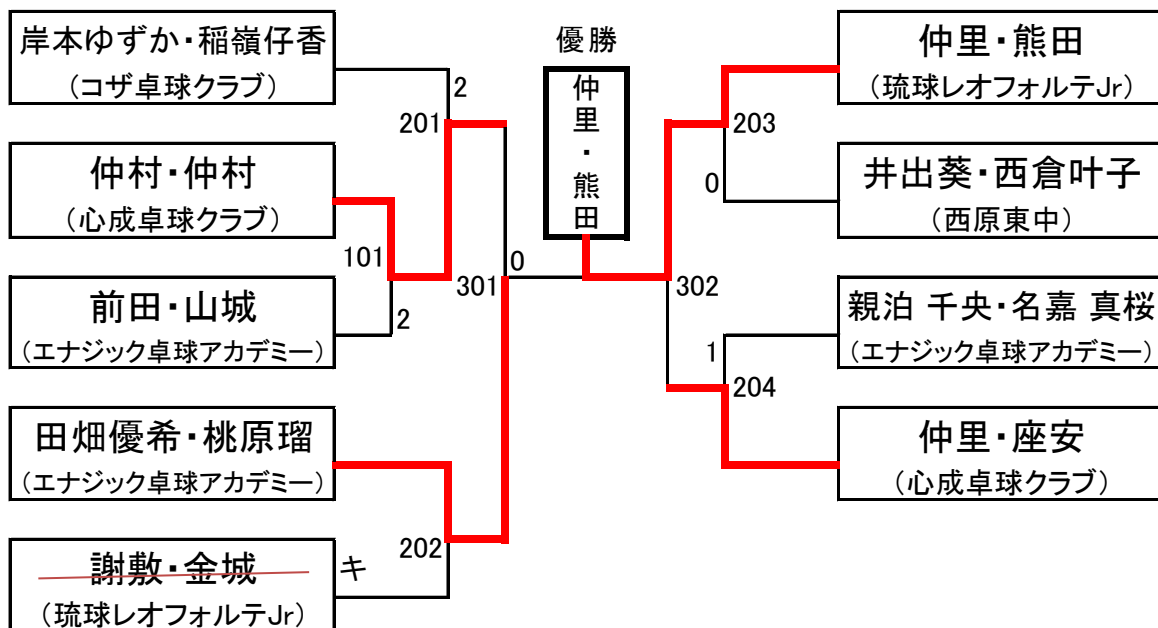 岸本ゆずか・稲嶺仔香
（コザ卓球クラブ）
2
201
仲村・仲村
（心成卓球クラブ）
101
前田・山城
（エナジック卓球アカデミー）
2
301
0
田畑優希・桃原瑠
（エナジック卓球アカデミー）
202
謝敷・金城
（琉球レオフォルテJr）
キ
優勝
仲里・熊田
仲里・熊田
（琉球レオフォルテJr）
203
0
井出葵・西倉叶子
（西原東中）
302
親泊 千央・名嘉 真桜
（エナジック卓球アカデミー）
1
204
仲里・座安
（心成卓球クラブ）